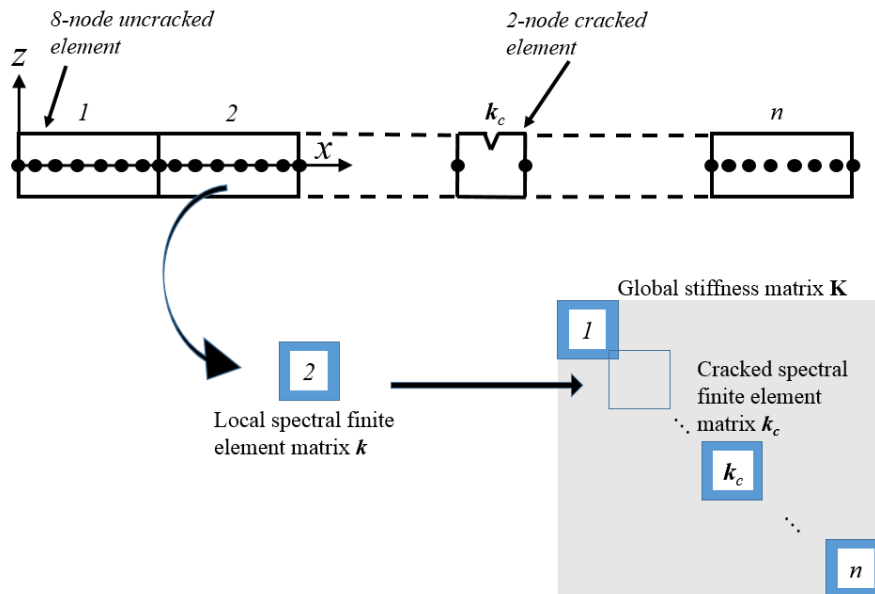 8-node uncracked
element
2-node cracked
element
z
1
2
k_c
n
x
Global stiffness matrix K
1
2
Cracked spectral
finite element
matrix k_c
Local spectral finite
element matrix k
⋱
k_c
⋱
n